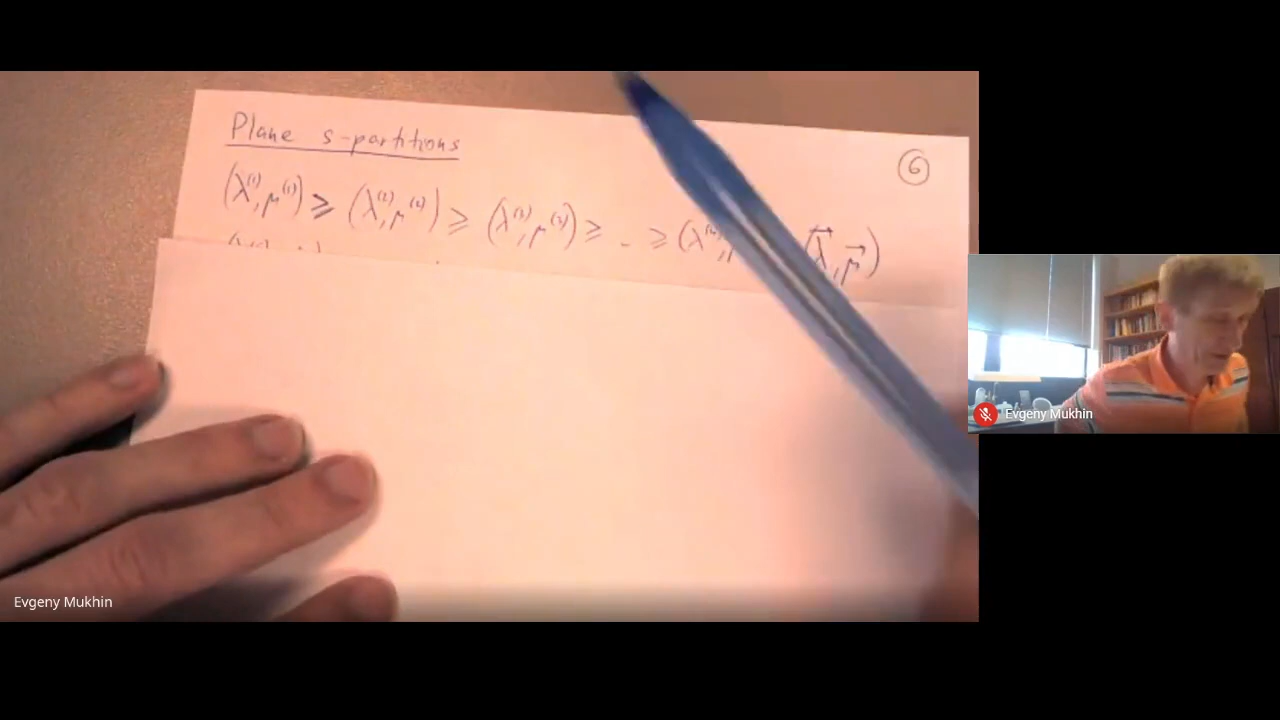 Plane s-partitions
⑥
(λ⁽¹⁾, μ⁽¹⁾) ⩾ (λ⁽²⁾, μ⁽²⁾) ⩾ (λ⁽³⁾, μ⁽³⁾) ⩾ … ⩾ (λ (λ⃗, μ⃗)
Evgeny Mukhin
Evgeny Mukhin